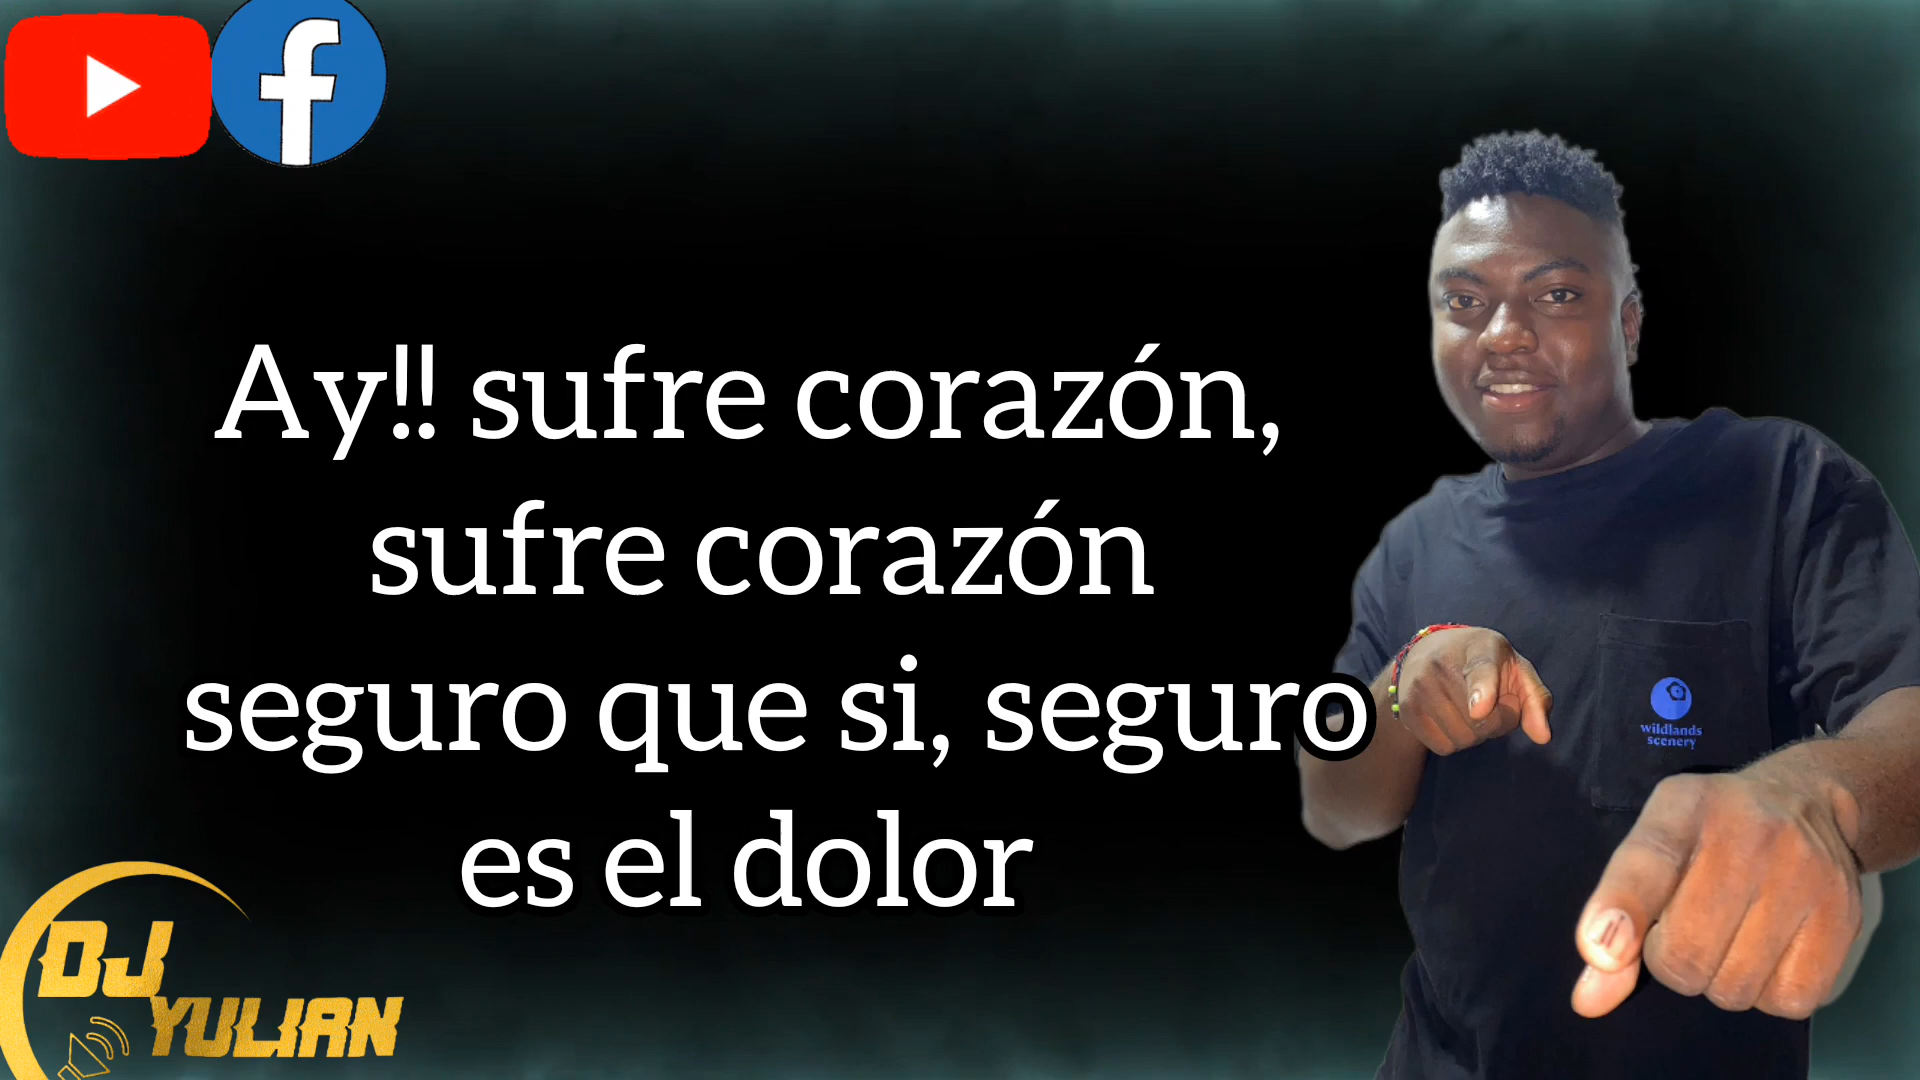 Ay!! sufre corazón,
sufre corazón
seguro que si, seguro
es el dolor
wildlands
scenery
DJ
YULIAN